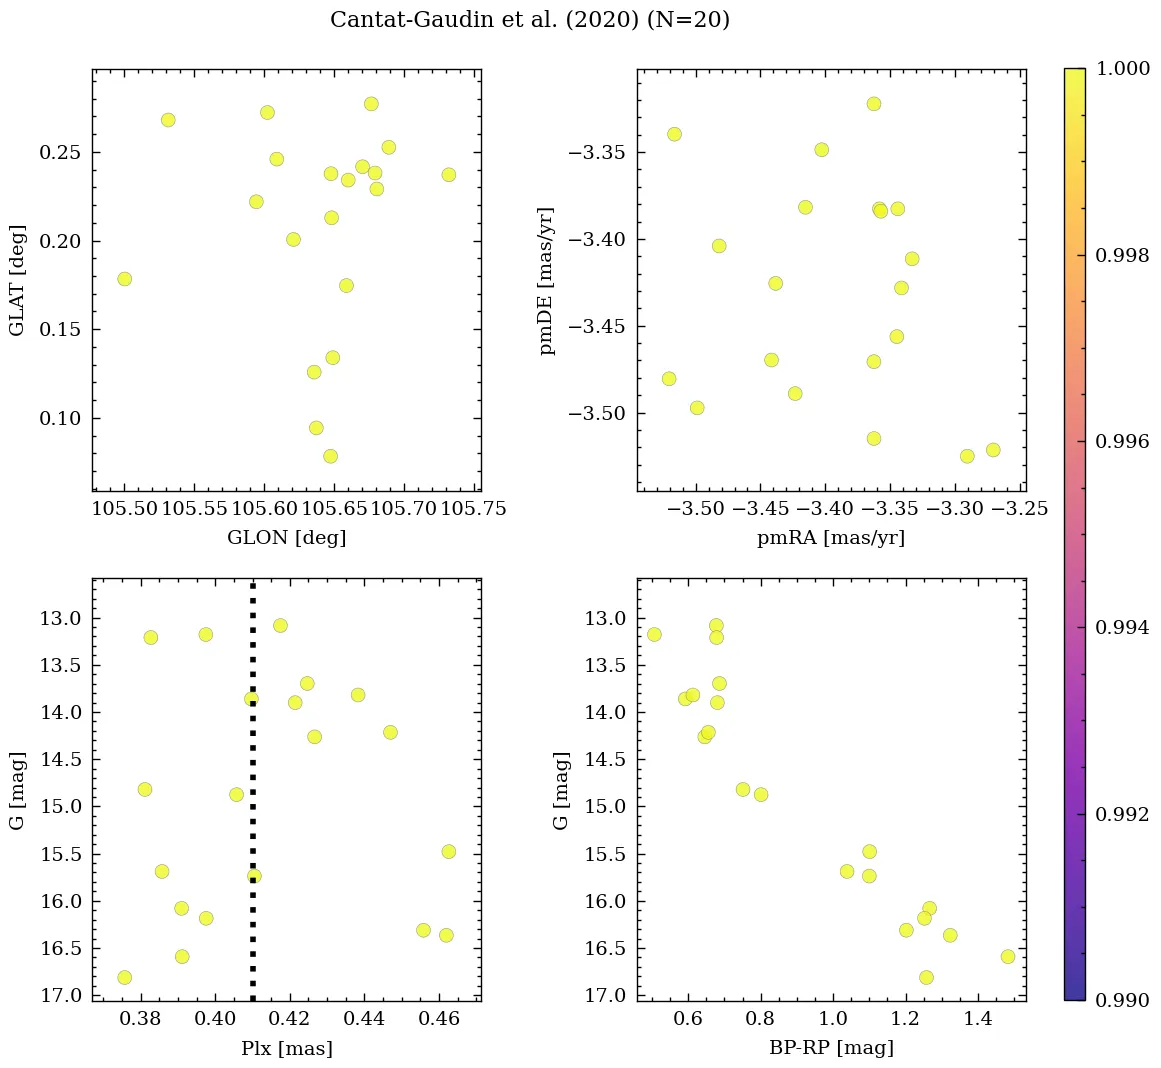 Cantat-Gaudin et al. (2020) (N=20)
GLAT [deg]
0.25
0.20
0.15
0.10
105.50 105.55 105.60 105.65 105.70 105.75
GLON [deg]
pmDE [mas/yr]
−3.35
−3.40
−3.45
−3.50
−3.50 −3.45 −3.40 −3.35 −3.30 −3.25
pmRA [mas/yr]
G [mag]
13.0
13.5
14.0
14.5
15.0
15.5
16.0
16.5
17.0
0.38 0.40 0.42 0.44 0.46
Plx [mas]
G [mag]
13.0
13.5
14.0
14.5
15.0
15.5
16.0
16.5
17.0
0.6 0.8 1.0 1.2 1.4
BP-RP [mag]
1.000
0.998
0.996
0.994
0.992
0.990